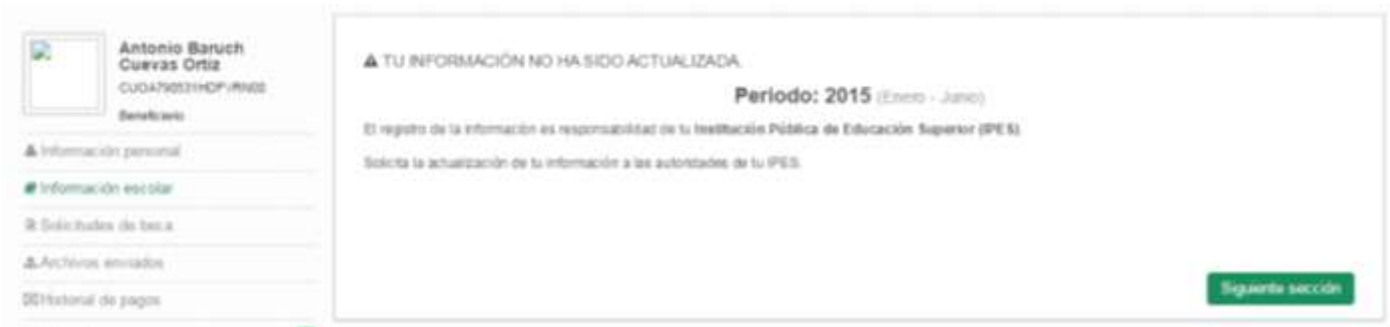 Antonio Baruch
Cuevas Ortiz
Beneficiario
Información personal
Información escolar
Solicitudes de beca
Archivos enviados
Historial de pagos
TU INFORMACIÓN NO HA SIDO ACTUALIZADA.
Periodo: 2015 (Enero - Junio)
El registro de la información es responsabilidad de tu Institución Pública de Educación Superior (IPES).
Solicita la actualización de tu información a las autoridades de tu IPES.
Siguiente sección